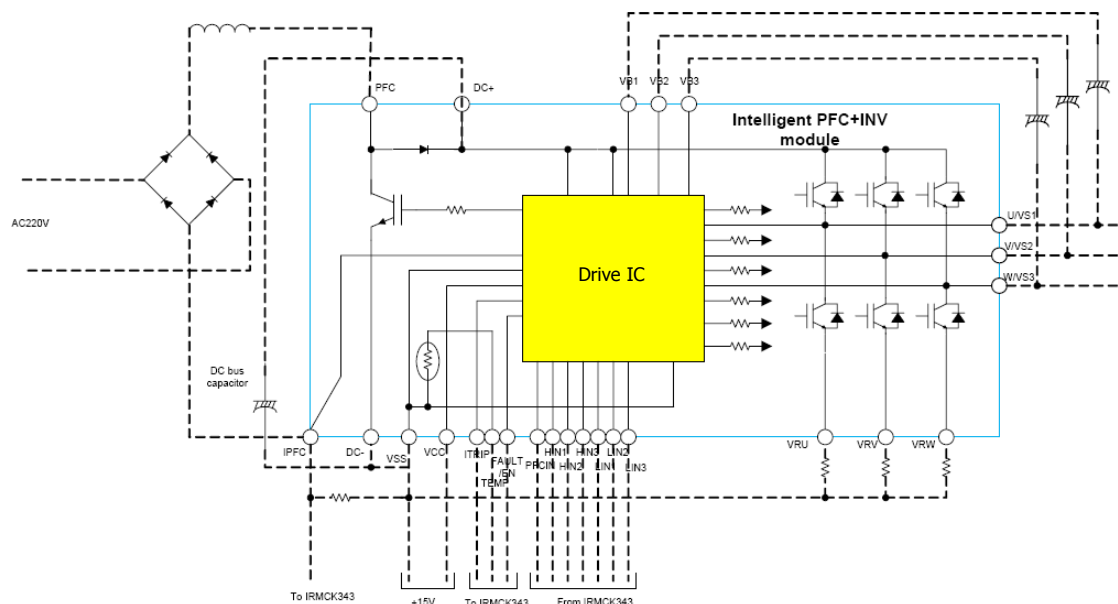 VB1
VB2
VB3
PFC
DC+
Intelligent PFC+INV
module
AC220V
U/VS1
V/VS2
W/VS3
Drive IC
DC bus
capacitor
IPFC
DC-
VSS
VCC
ITRIP
TEMP
FAULT
/EN
PFCIN
HIN1
HIN2
HIN3
LIN1
LIN2
LIN3
VRU
VRV
VRW
To IRMCK343
+15V
To IRMCK343
From IRMCK343